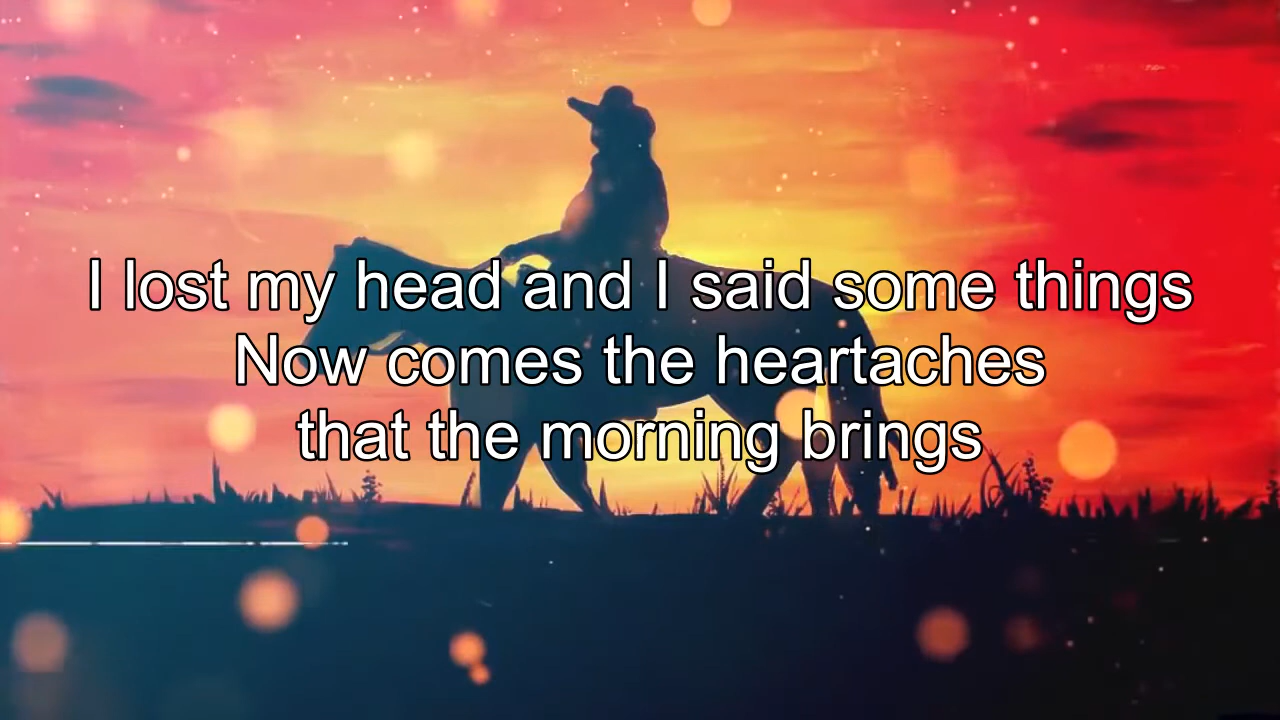 I lost my head and I said some things
Now comes the heartaches
that the morning brings